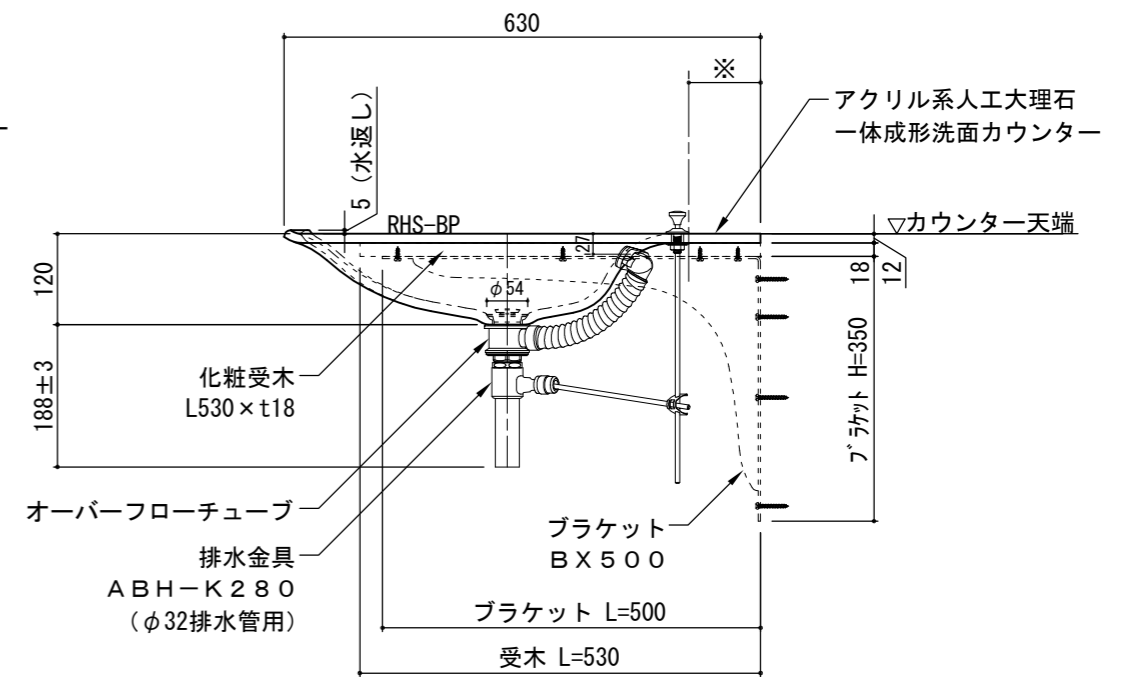 630
※
アクリル系人工大理石
一体成形洗面カウンター
5 (水返し)
RHS-BP
▽カウンター天端
27
18
12
120
φ54
化粧受木
L530×t18
188±3
ブラケット H=350
オーバーフローチューブ
排水金具
ABH-K280
(φ32排水管用)
ブラケット
BX500
ブラケット L=500
受木 L=530